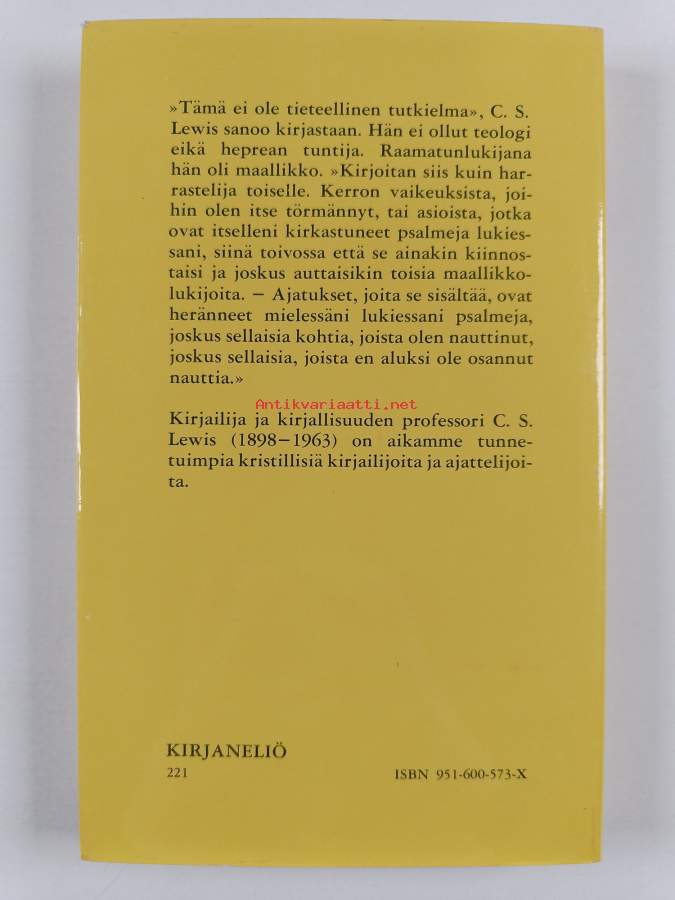 »Tämä ei ole tieteellinen tutkielma», C. S.
Lewis sanoo kirjastaan. Hän ei ollut teologi
eikä heprean tuntija. Raamatunlukijana
hän oli maallikko. »Kirjoitan siis kuin har-
rastelija toiselle. Kerron vaikeuksista, joi-
hin olen itse törmännyt, tai asioista, jotka
ovat itselleni kirkastuneet psalmeja lukies-
sani, siinä toivossa että se ainakin kiinnos-
taisi ja joskus auttaisikin toisia maallikko-
lukijoita. – Ajatukset, joita se sisältää, ovat
heränneet mielessäni lukiessani psalmeja,
joskus sellaisia kohtia, joista olen nauttinut,
joskus sellaisia, joista en aluksi ole osannut
nauttia.»
Antikvariaatti.net
Kirjailija ja kirjallisuuden professori C. S.
Lewis (1898–1963) on aikamme tunne-
tuimpia kristillisiä kirjailijoita ja ajattelijoi-
ta.
KIRJANELIÖ
221
ISBN 951-600-573-X